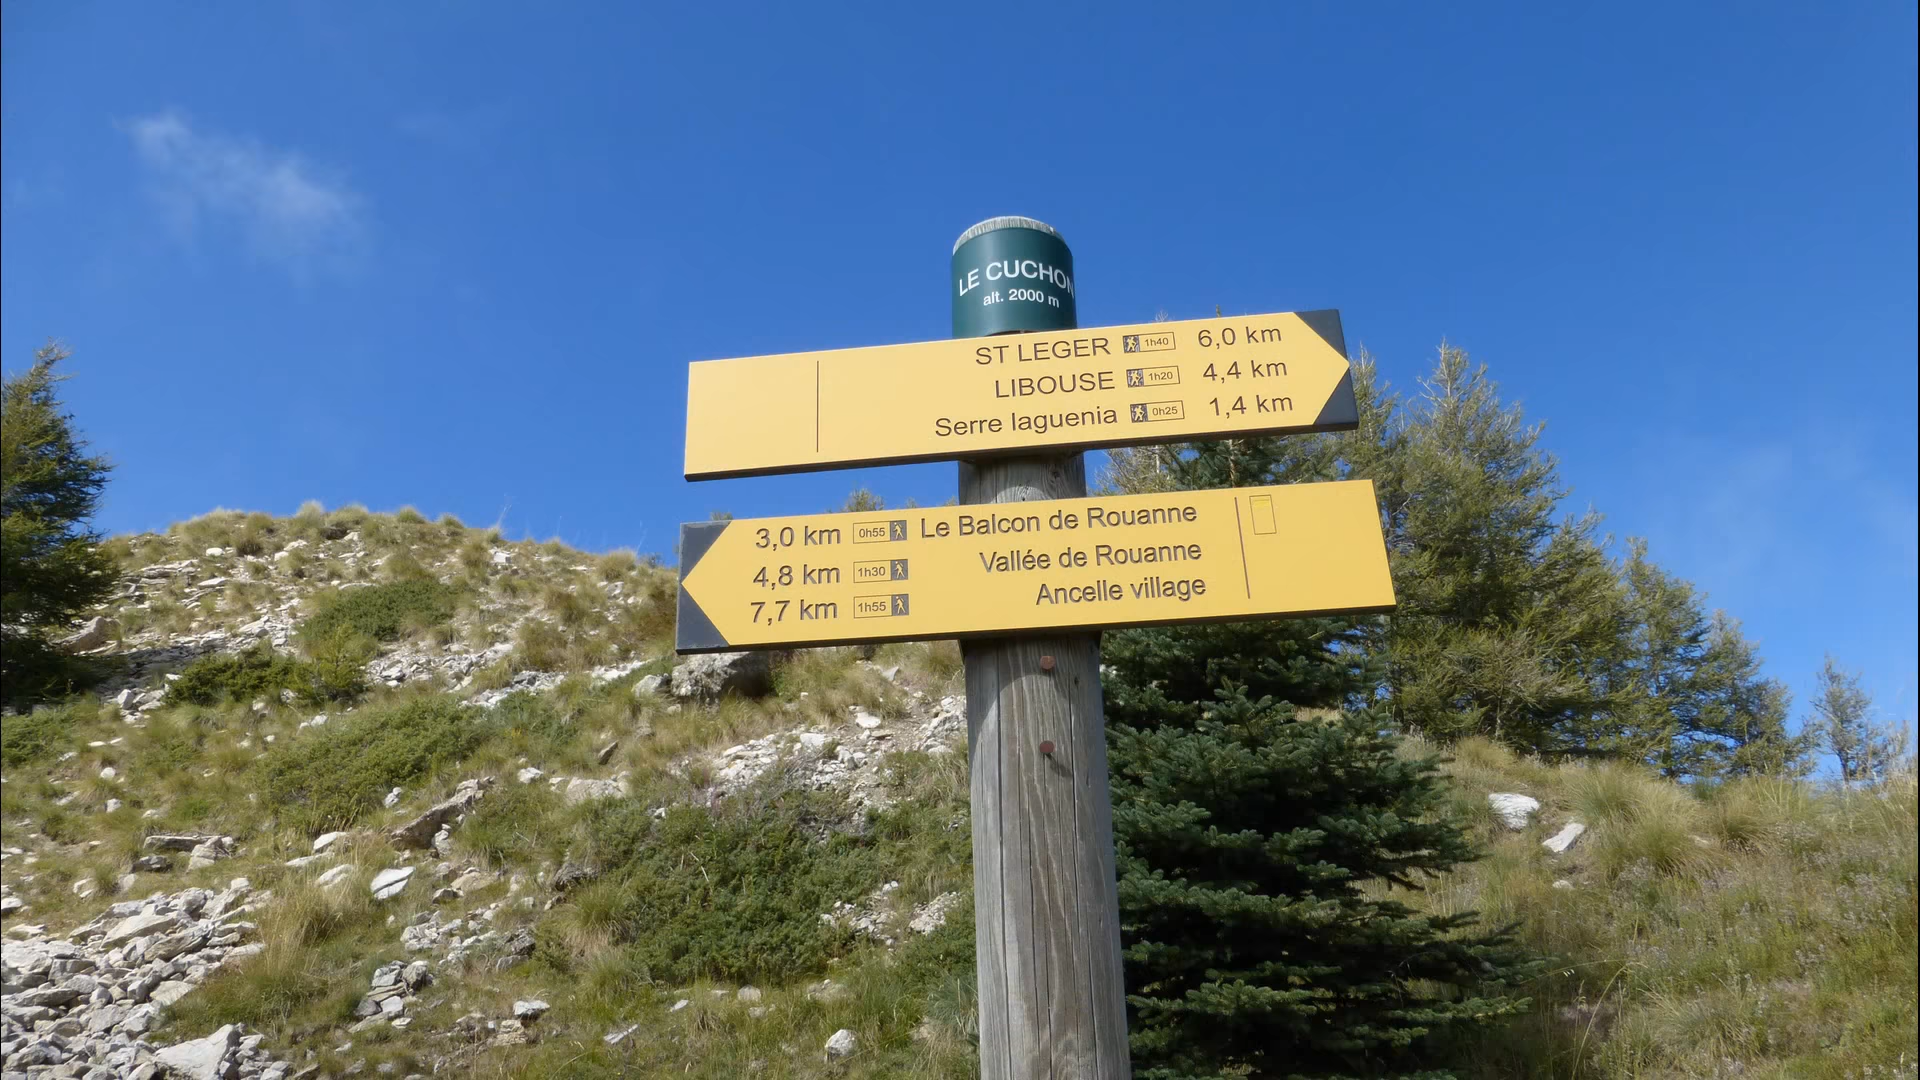 LE CUCHON
alt. 2000 m
ST LEGER 1h40 6,0 km
LIBOUSE 1h20 4,4 km
Serre laguenia 0h25 1,4 km
3,0 km 0h55 Le Balcon de Rouanne
4,8 km 1h30 Vallée de Rouanne
7,7 km 1h55 Ancelle village